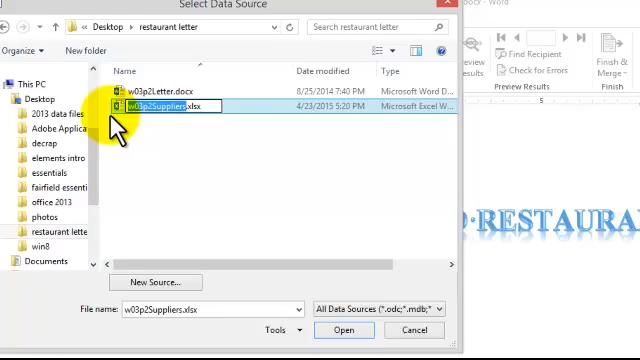 Select Data Source
docx - Word
Desktop ▸ restaurant letter
Search restaurant letter
Organize
New folder
Name
Date modified
Type
This PC
Desktop
2013 data files
Adobe Applica
decrap
elements intro
essentials
fairfield essenti
office 2013
photos
restaurant lette
win8
Documents
w03p2Letter.docx
8/25/2014 7:40 PM
Microsoft Word D
w03p2Suppliers.xlsx
4/23/2015 5:20 PM
Microsoft Excel W
New Source...
File name:
w03p2Suppliers.xlsx
All Data Sources (*.odc;*.mdb;*
Tools
Open
Cancel
Find Recipient
Check for Errors
Preview Results
Finish & Merge
Finish
5
RESTAURA